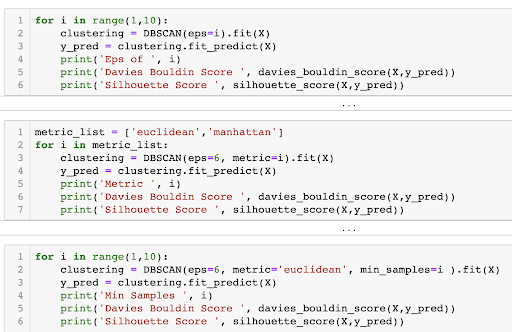 1 for i in range(1,10):
2     clustering = DBSCAN(eps=i).fit(X)
3     y_pred = clustering.fit_predict(X)
4     print('Eps of ', i)
5     print('Davies Bouldin Score ', davies_bouldin_score(X,y_pred))
6     print('Silhouette Score ', silhouette_score(X,y_pred))
...
1 metric_list = ['euclidean','manhattan']
2 for i in metric_list:
3     clustering = DBSCAN(eps=6, metric=i).fit(X)
4     y_pred = clustering.fit_predict(X)
5     print('Metric ', i)
6     print('Davies Bouldin Score ', davies_bouldin_score(X,y_pred))
7     print('Silhouette Score ', silhouette_score(X,y_pred))
...
1 for i in range(1,10):
2     clustering = DBSCAN(eps=6, metric='euclidean', min_samples=i ).fit(X)
3     y_pred = clustering.fit_predict(X)
4     print('Min Samples ', i)
5     print('Davies Bouldin Score ', davies_bouldin_score(X,y_pred))
6     print('Silhouette Score ', silhouette_score(X,y_pred))